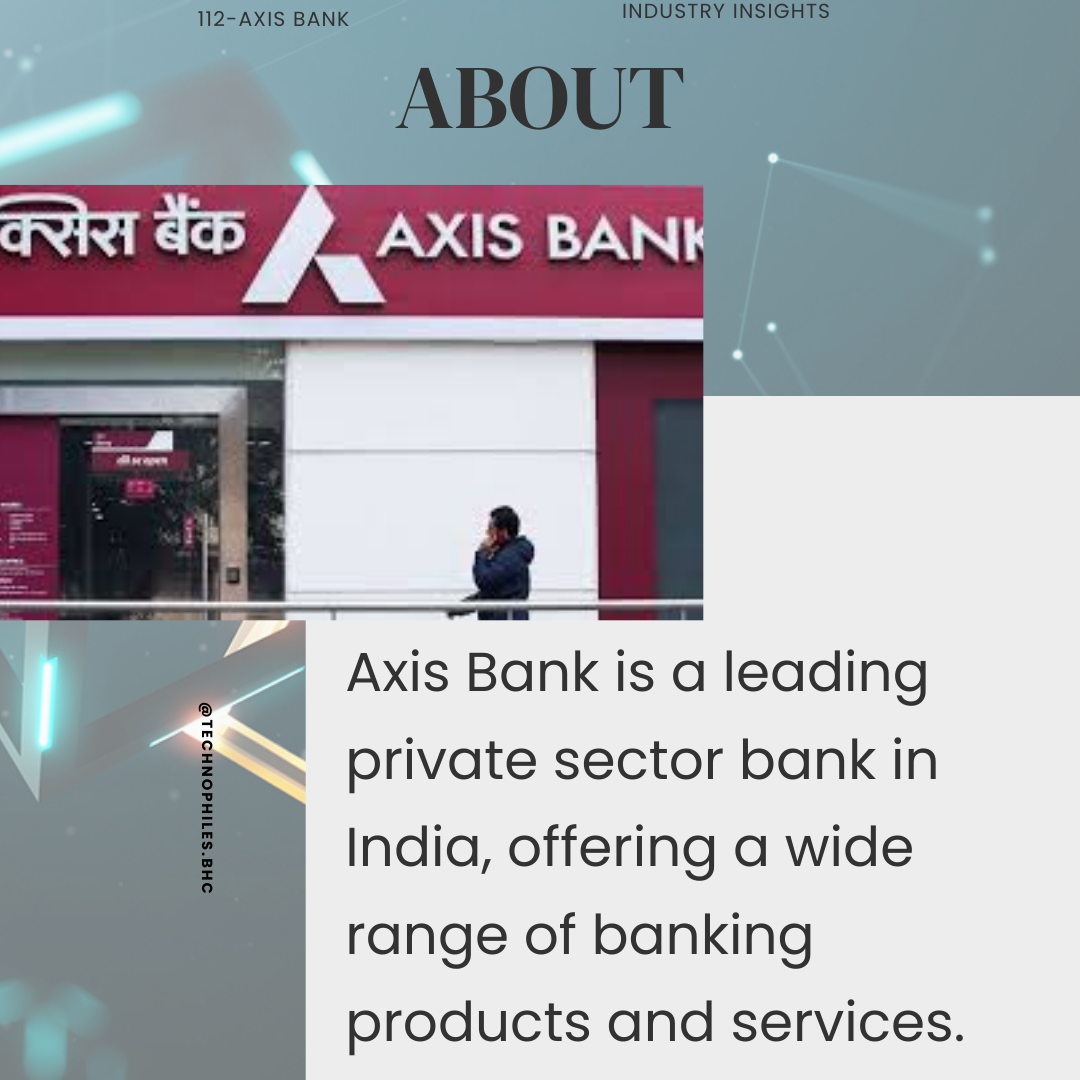 112-AXIS BANK
INDUSTRY INSIGHTS
ABOUT
क्सिस बैंक
AXIS BANK
@TECHNOPHILES.BHC
Axis Bank is a leading
private sector bank in
India, offering a wide
range of banking
products and services.